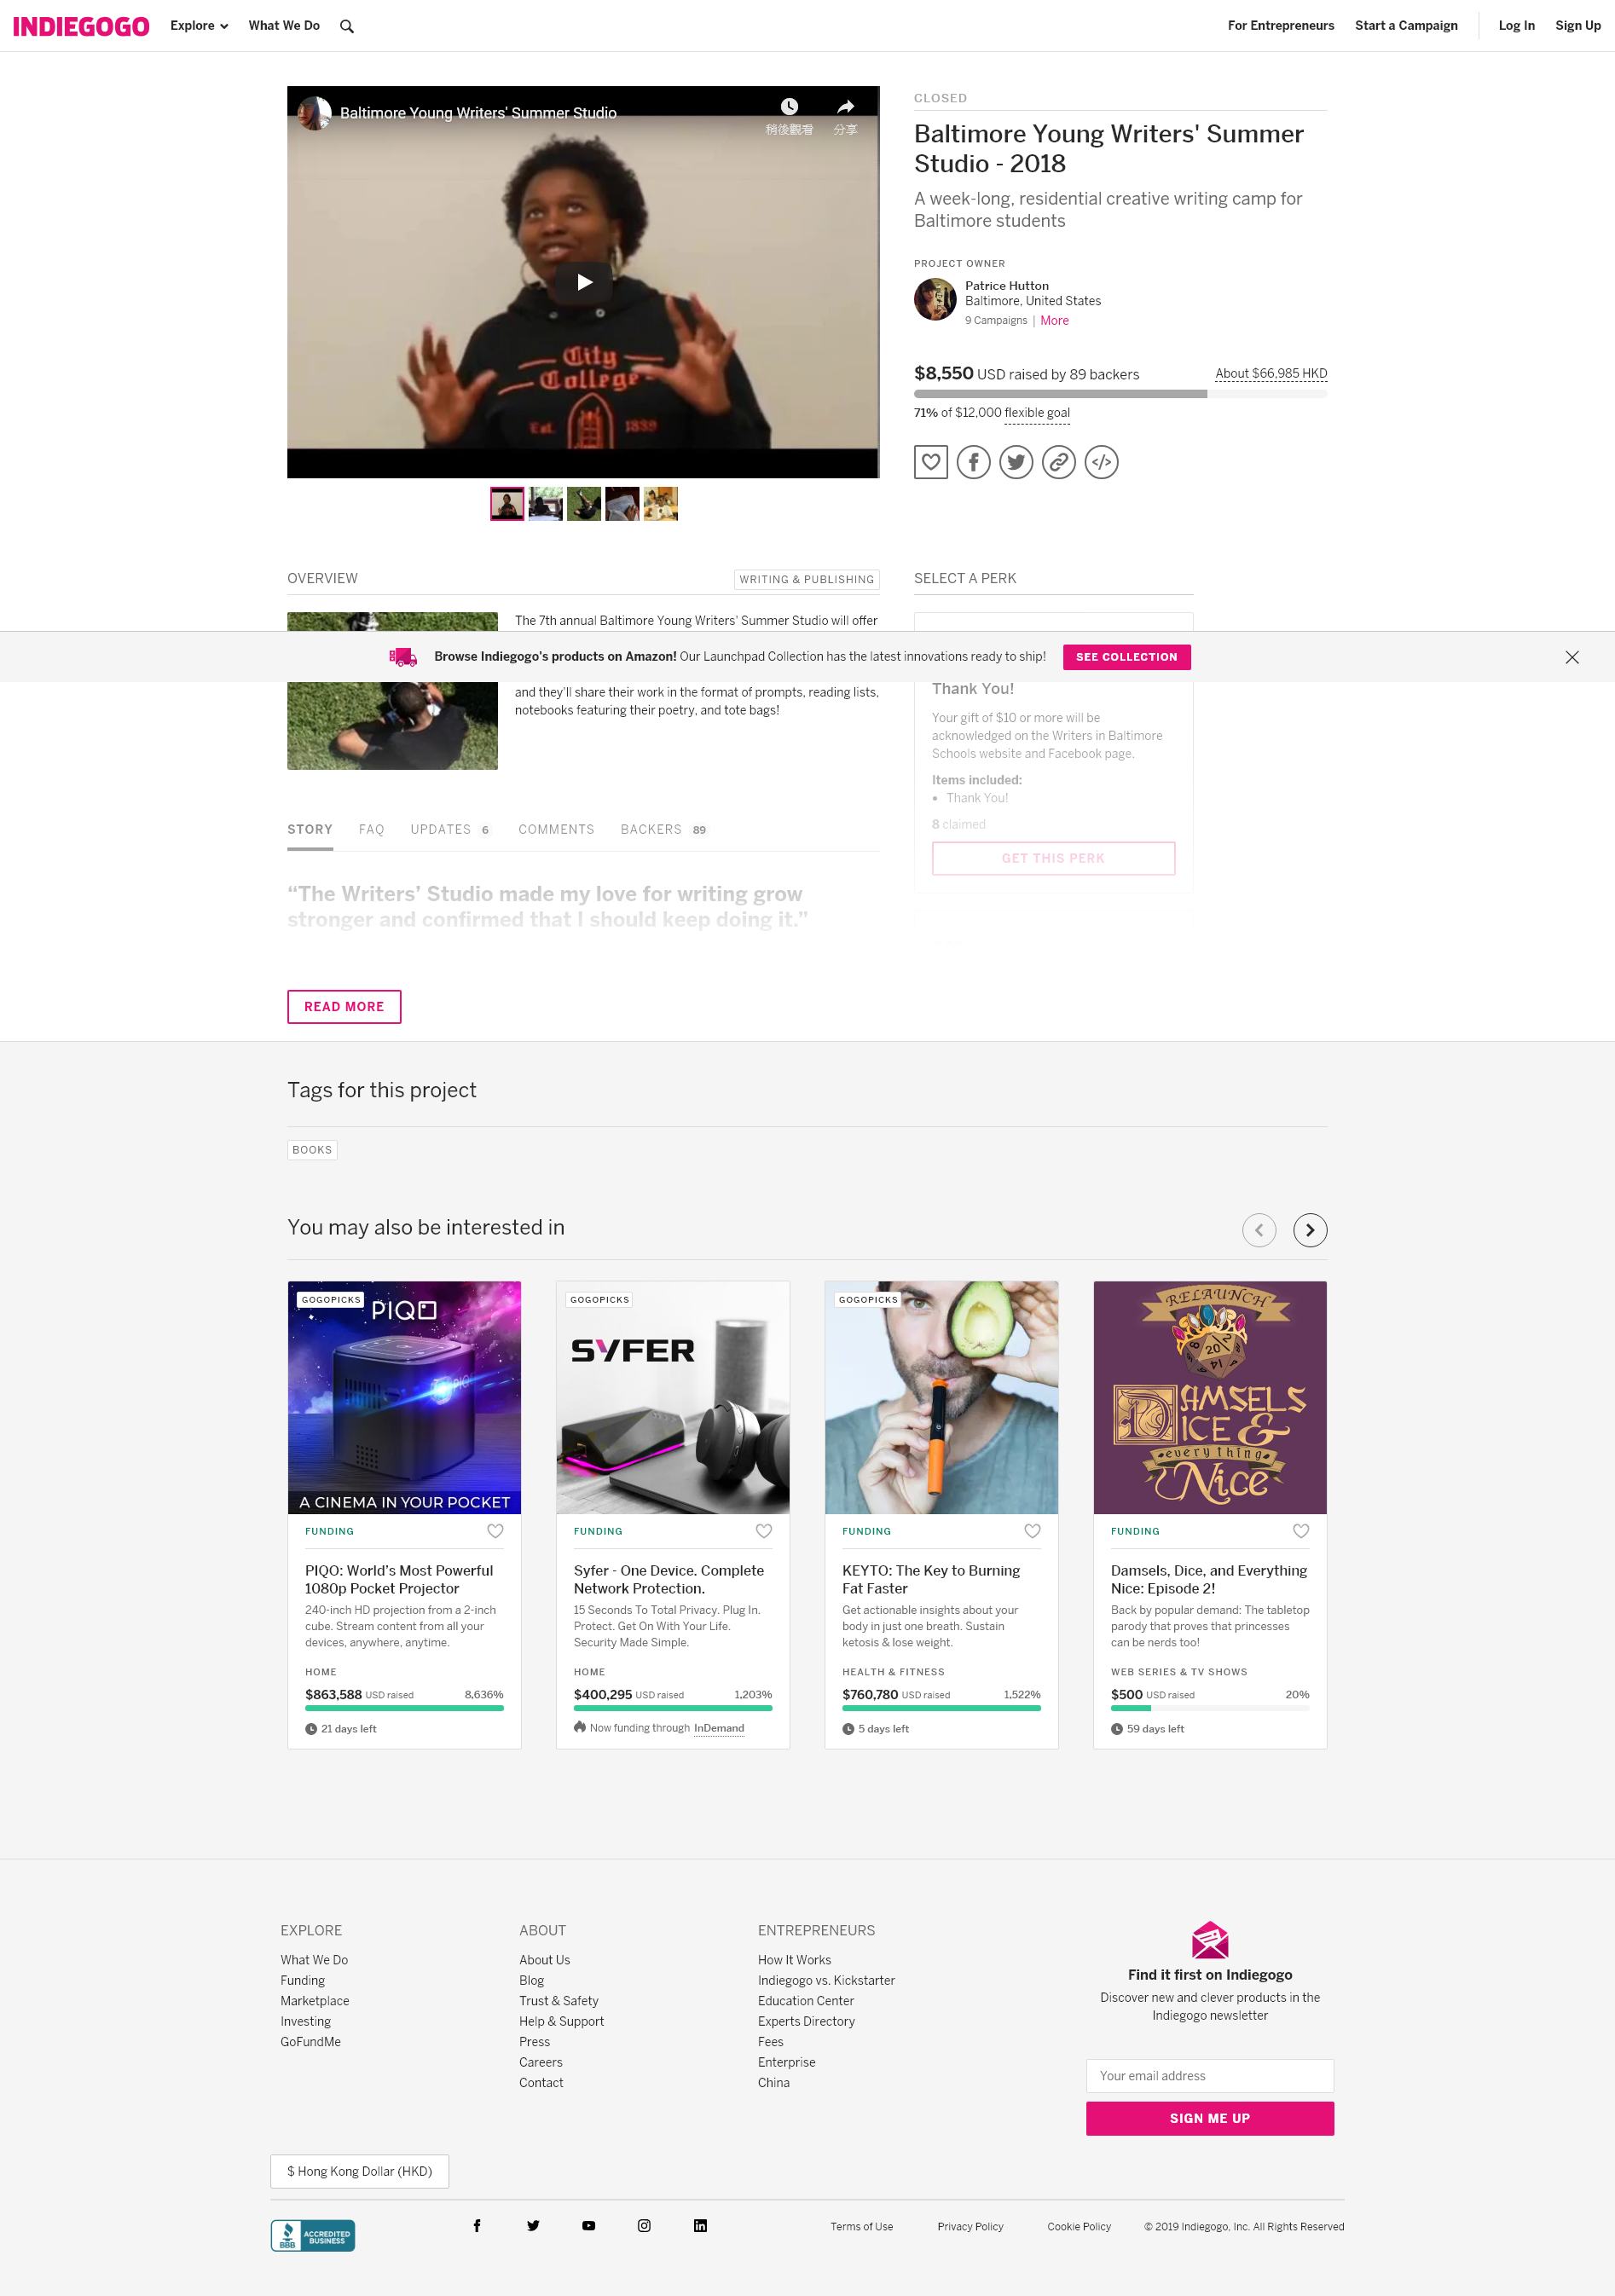 INDIEGOGO
Explore
What We Do
For Entrepreneurs
Start a Campaign
Log In
Sign Up
Baltimore Young Writers' Summer Studio
稍後觀看
分享
City
College
Est. 1839
CLOSED
Baltimore Young Writers' Summer
Studio - 2018
A week-long, residential creative writing camp for
Baltimore students
PROJECT OWNER
Patrice Hutton
Baltimore, United States
9 Campaigns | More
$8,550 USD raised by 89 backers
About $66,985 HKD
71% of $12,000 flexible goal
OVERVIEW
WRITING & PUBLISHING
The 7th annual Baltimore Young Writers' Summer Studio will offer
SELECT A PERK
Browse Indiegogo's products on Amazon! Our Launchpad Collection has the latest innovations ready to ship!
SEE COLLECTION
and they'll share their work in the format of prompts, reading lists,
notebooks featuring their poetry, and tote bags!
Thank You!
Your gift of $10 or more will be
acknowledged on the Writers in Baltimore
Schools website and Facebook page.
Items included:
• Thank You!
8 claimed
GET THIS PERK
STORY
FAQ
UPDATES 6
COMMENTS
BACKERS 89
“The Writers’ Studio made my love for writing grow
stronger and confirmed that I should keep doing it.”
READ MORE
Tags for this project
BOOKS
You may also be interested in
GOGOPICKS
PIQO
PIQO
A CINEMA IN YOUR POCKET
FUNDING
PIQO: World’s Most Powerful
1080p Pocket Projector
240-inch HD projection from a 2-inch
cube. Stream content from all your
devices, anywhere, anytime.
HOME
$863,588 USD raised
8,636%
21 days left
GOGOPICKS
SYFER
FUNDING
Syfer - One Device. Complete
Network Protection.
15 Seconds To Total Privacy. Plug In.
Protect. Get On With Your Life.
Security Made Simple.
HOME
$400,295 USD raised
1,203%
Now funding through InDemand
GOGOPICKS
FUNDING
KEYTO: The Key to Burning
Fat Faster
Get actionable insights about your
body in just one breath. Sustain
ketosis & lose weight.
HEALTH & FITNESS
$760,780 USD raised
1,522%
5 days left
RELAUNCH
20
14
DAMSELS
DICE &
everything
Nice
FUNDING
Damsels, Dice, and Everything
Nice: Episode 2!
Back by popular demand: The tabletop
parody that proves that princesses
can be nerds too!
WEB SERIES & TV SHOWS
$500 USD raised
20%
59 days left
EXPLORE
What We Do
Funding
Marketplace
Investing
GoFundMe
ABOUT
About Us
Blog
Trust & Safety
Help & Support
Press
Careers
Contact
ENTREPRENEURS
How It Works
Indiegogo vs. Kickstarter
Education Center
Experts Directory
Fees
Enterprise
China
Find it first on Indiegogo
Discover new and clever products in the
Indiegogo newsletter
Your email address
SIGN ME UP
$ Hong Kong Dollar (HKD)
BBB
ACCREDITED
BUSINESS
Terms of Use
Privacy Policy
Cookie Policy
© 2019 Indiegogo, Inc. All Rights Reserved